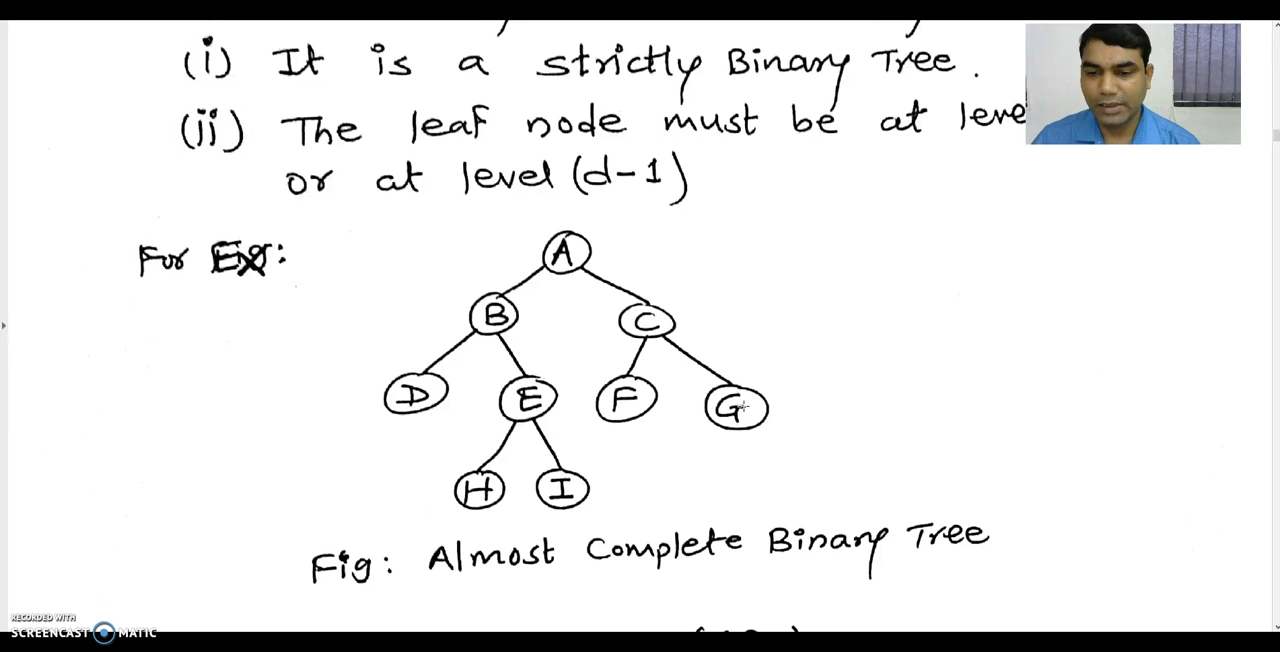 (i) It is a strictly Binary Tree.
(ii) The leaf node must be at
or at level (d-1)
For Ex:
A
B
C
D
E
F
G
H
I
Fig: Almost Complete Binary Tree
RECORDED WITH
SCREENCAST MATIC